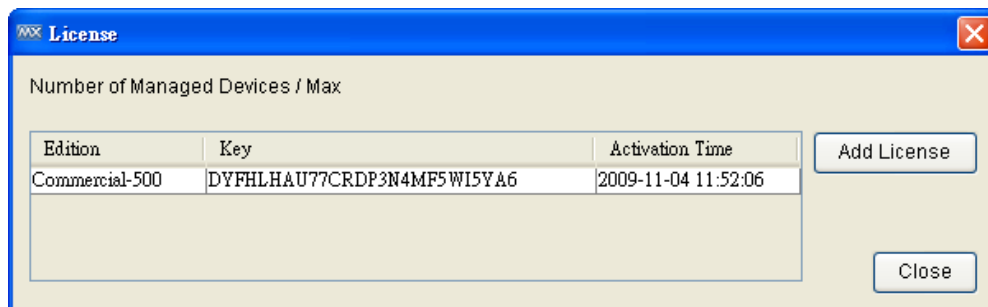 MX License
Number of Managed Devices / Max
Edition Key Activation Time
Add License
Commercial-500 DYFHLHAU77CRDP3N4MF5WI5YA6 2009-11-04 11:52:06
Close